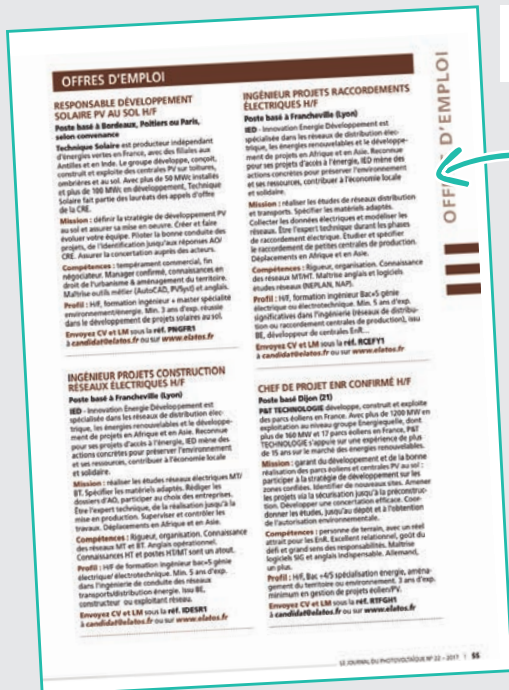 OFFRES D'EMPLOI
RESPONSABLE DÉVELOPPEMENT
SOLAIRE PV AU SOL H/F
Poste basé à Bordeaux, Poitiers ou Paris,
selon convenance
Technique Solaire est producteur indépendant
d'énergies vertes en France, avec des filiales aux
Antilles et en Inde. Le groupe développe, conçoit,
construit et exploite des centrales PV sur toitures,
ombrières et au sol. Avec plus de 50 MWc installés
et plus de 100 MWc en développement, Technique
Solaire fait partie des lauréats des appels d'offre
de la CRE.
Mission : définir la stratégie de développement PV
au sol et assurer sa mise en oeuvre. Créer et faire
évoluer votre équipe. Piloter la bonne conduite des
projets, de l'identification jusqu'aux réponses AO/
CRE. Assurer la concertation auprès des acteurs.
Compétences : tempérament commercial, fin
négociateur. Manager confirmé, connaissances en
droit de l'urbanisme & aménagement du territoire.
Maîtrise outils métier (AutoCAD, PVSyst) et anglais.
Profil : H/F, formation ingénieur + master spécialité
environnement/énergie. Min. 3 ans d'exp. réussie
dans le développement de projets solaires au sol.
Envoyez CV et LM sous la réf. PNGFR1
à candidat@elatos.fr ou sur www.elatos.fr
INGÉNIEUR PROJETS CONSTRUCTION
RÉSEAUX ÉLECTRIQUES H/F
Poste basé à Francheville (Lyon)
IED - Innovation Énergie Développement est
spécialisée dans les réseaux de distribution élec-
trique, les énergies renouvelables et le développe-
ment de projets en Afrique et en Asie. Reconnue
pour ses projets d'accès à l'énergie, IED mène des
actions concrètes pour préserver l'environnement
et ses ressources, contribuer à l'économie locale
et solidaire.
Mission : réaliser les études réseaux électriques MT/
BT. Spécifier les matériels adaptés. Rédiger les
dossiers d'AO, participer au choix des entreprises.
Être l'expert technique, de la réalisation jusqu'à la
mise en production. Superviser et contrôler les
travaux. Déplacements en Afrique et en Asie.
Compétences : Rigueur, organisation. Connaissance
des réseaux MT et BT. Anglais opérationnel.
Connaissances HT et postes HT/MT sont un atout.
Profil : H/F de formation ingénieur bac+5 génie
électrique/ électrotechnique. Min. 5 ans d'exp.
dans l'ingénierie de conduite des réseaux
transports/distribution énergie. Issu BE,
constructeur ou exploitant réseau.
Envoyez CV et LM sous la réf. IDESR1
à candidat@elatos.fr ou sur www.elatos.fr
INGÉNIEUR PROJETS RACCORDEMENTS
ÉLECTRIQUES H/F
Poste basé à Francheville (Lyon)
IED - Innovation Énergie Développement est
spécialisée dans les réseaux de distribution élec-
trique, les énergies renouvelables et le développe-
ment de projets en Afrique et en Asie. Reconnue
pour ses projets d'accès à l'énergie, IED mène des
actions concrètes pour préserver l'environnement
et ses ressources, contribuer à l'économie locale
et solidaire.
Mission : réaliser les études de réseaux distribution
et transports. Spécifier les matériels adaptés.
Collecter les données électriques et modéliser les
réseaux. Être l'expert technique durant les phases
de raccordement électrique. Étudier et spécifier
le raccordement de petites centrales de production.
Déplacements en Afrique et en Asie.
Compétences : Rigueur, organisation. Connaissance
des réseaux MT/HT. Maîtrise anglais et logiciels
études réseaux (NEPLAN, NAP).
Profil : H/F, formation ingénieur Bac+5 génie
électrique ou électrotechnique. Min. 5 ans d'exp.
significatives dans l'ingénierie (réseaux de distribu-
tion ou raccordement centrales de production), issu
BE, développeur de centrales EnR...
Envoyez CV et LM sous la réf. RCEFY1
à candidat@elatos.fr ou sur www.elatos.fr
CHEF DE PROJET ENR CONFIRMÉ H/F
Poste basé Dijon (21)
P&T TECHNOLOGIE développe, construit et exploite
des parcs éoliens en France. Avec plus de 1200 MW en
exploitation au niveau groupe Energiequelle, dont
plus de 160 MW et 17 parcs éoliens en France, P&T
TECHNOLOGIE s'appuie sur une expérience de plus
de 15 ans sur le marché des énergies renouvelables.
Mission : garant du développement et de la bonne
réalisation des parcs éoliens et centrales PV au sol :
participer à la stratégie de développement sur les
zones confiées. Identifier de nouveaux sites. Amener
les projets via la sécurisation jusqu'à la préconstruc-
tion. Développer une concertation efficace. Coor-
donner les études, jusqu'au dépôt et à l'obtention
de l'autorisation environnementale.
Compétences : personne de terrain, avec un réel
attrait pour les EnR. Excellent relationnel, goût du
défi et grand sens des responsabilités. Maîtrise
logiciels SIG et anglais indispensable. Allemand,
un plus.
Profil : H/F, Bac +4/5 spécialisation énergie, aména-
gement du territoire ou environnement. 3 ans d'exp.
minimum en gestion de projets éolien/PV.
Envoyez CV et LM sous la réf. RTFGH1
à candidat@elatos.fr ou sur www.elatos.fr
D'EMPLOI
LE JOURNAL DU PHOTOVOLTAÏQUE N° 22 – 2017 | 55